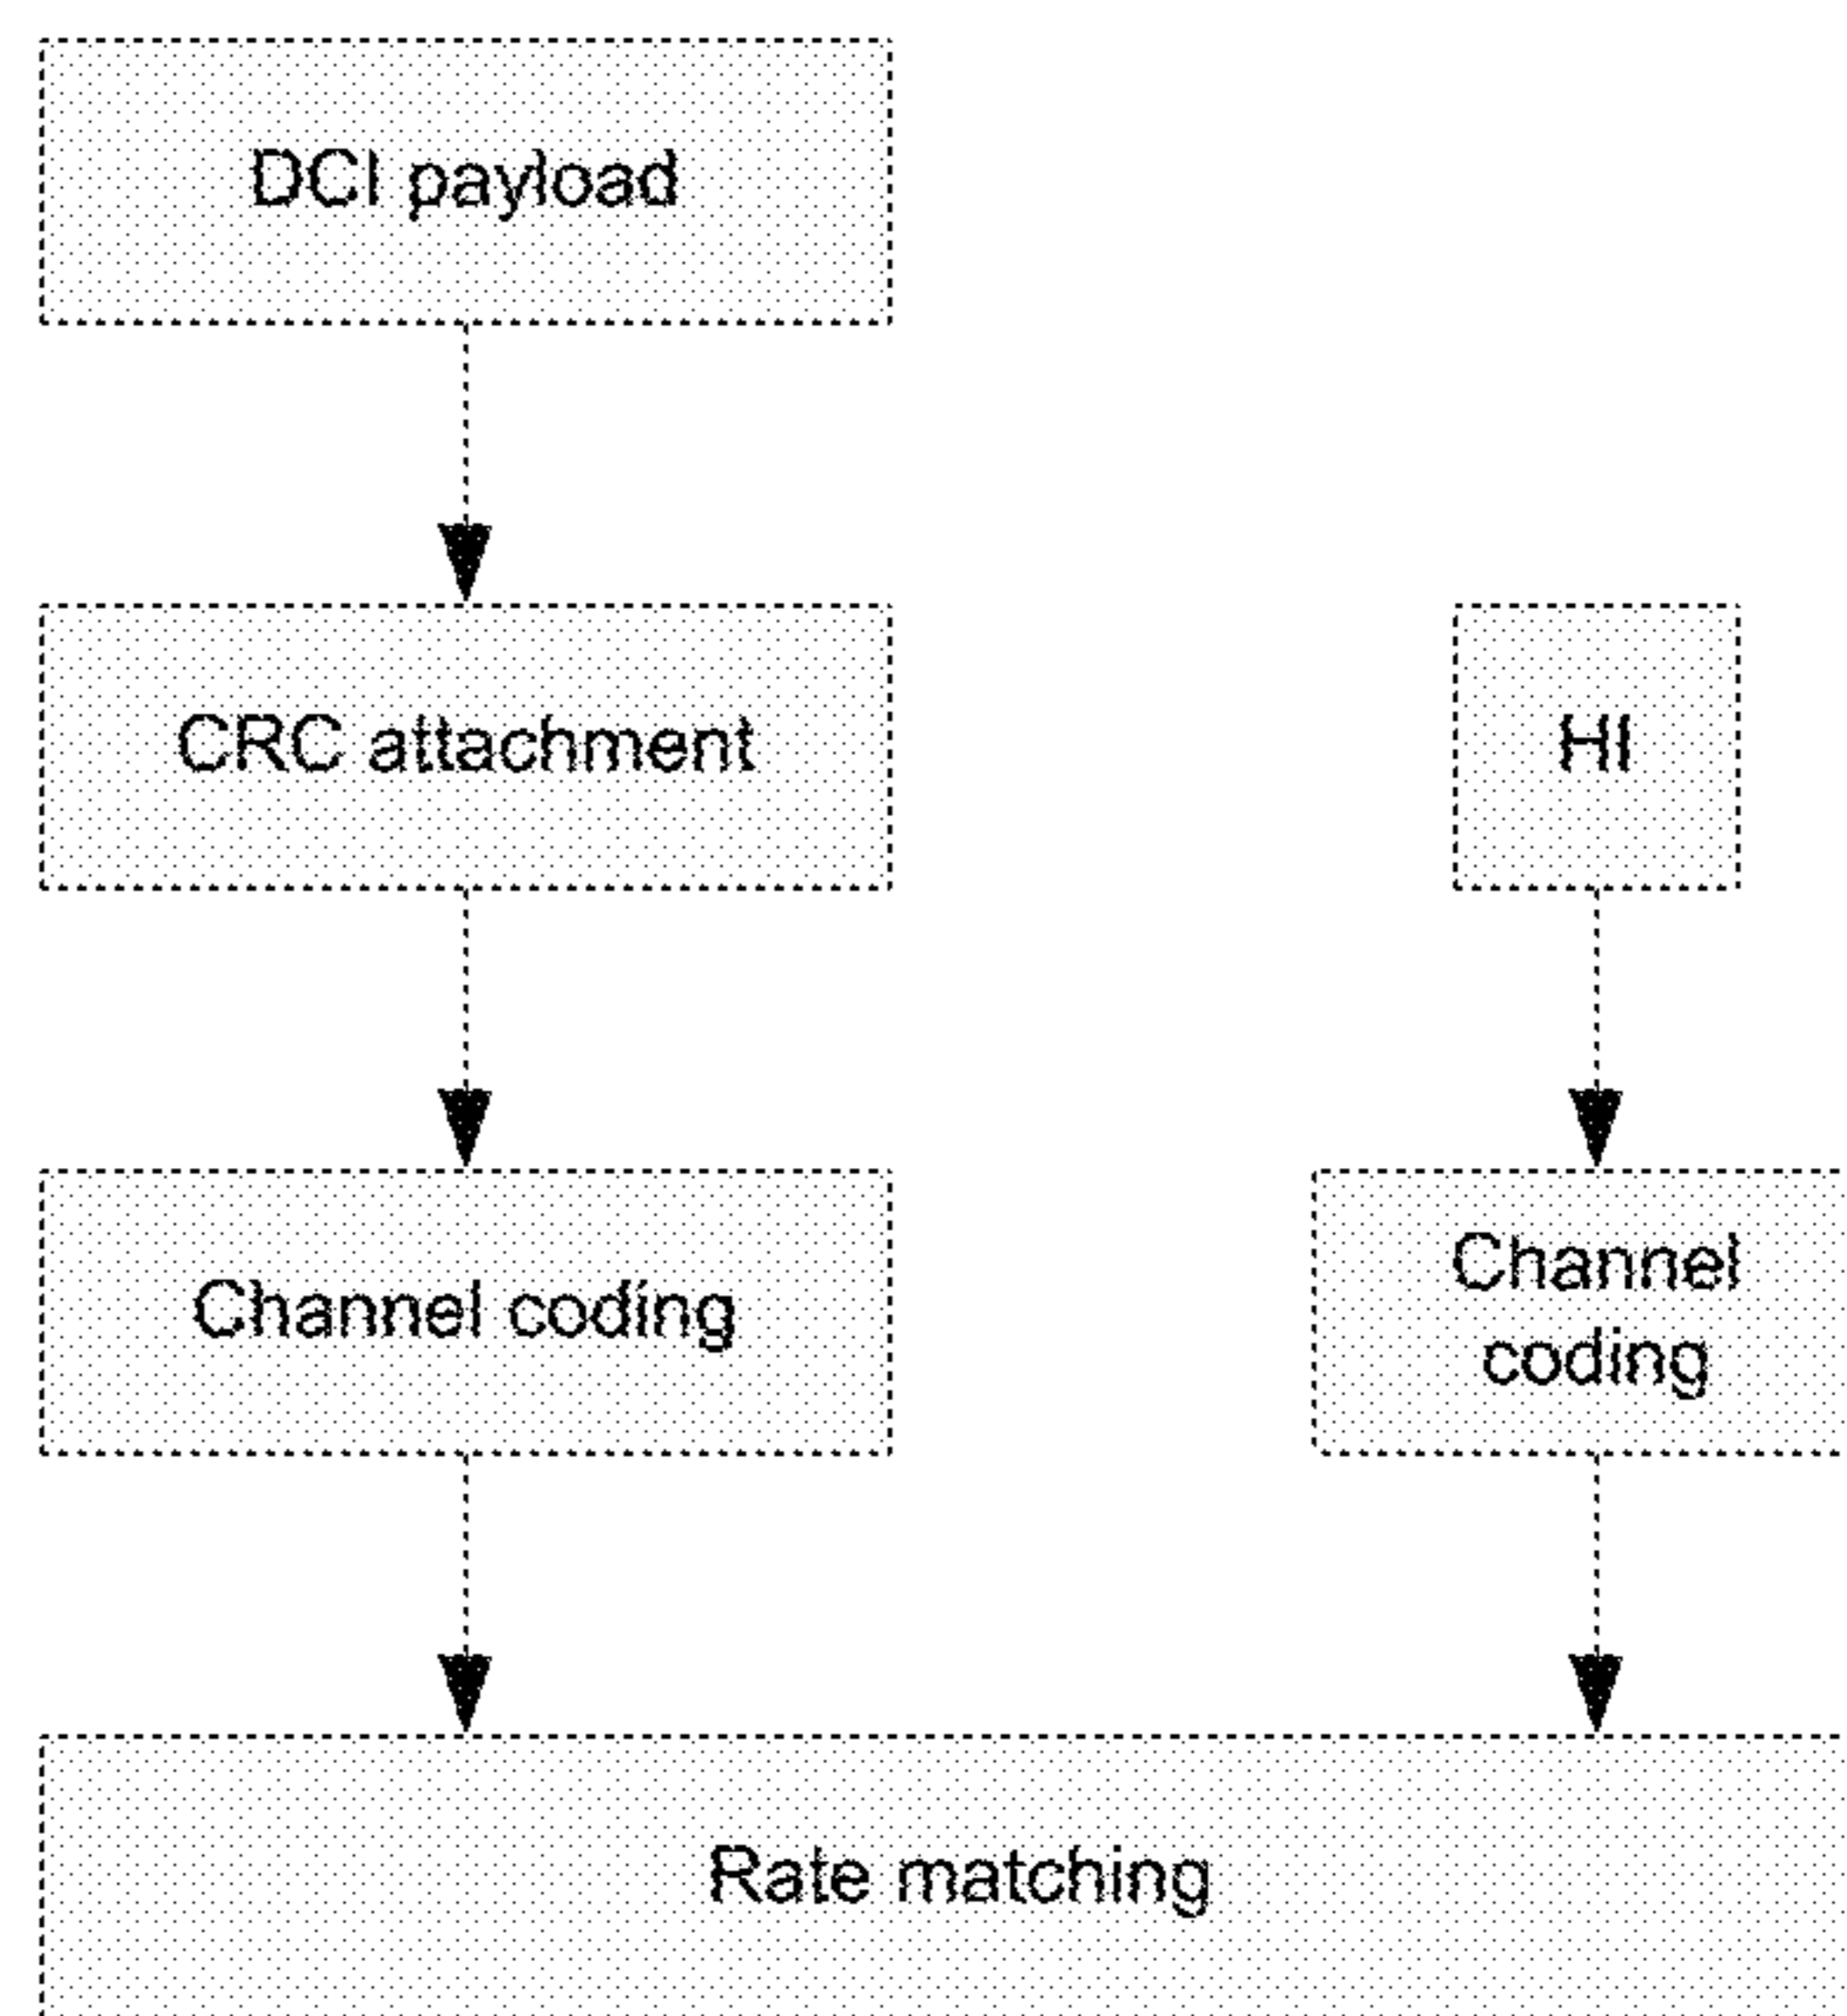 DCI payload
CRC attachment
HI
Channel coding
Channel
coding
Rate matching